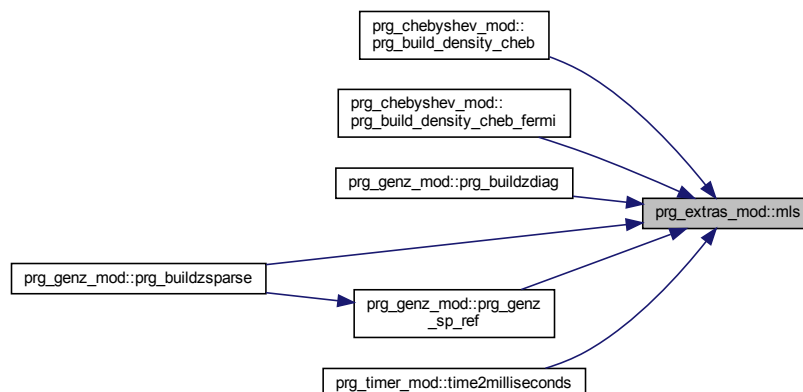 prg_chebyshev_mod::
prg_build_density_cheb
prg_chebyshev_mod::
prg_build_density_cheb_fermi
prg_genz_mod::prg_buildzdiag
prg_extras_mod::mls
prg_genz_mod::prg_buildzsparse
prg_genz_mod::prg_genz
_sp_ref
prg_timer_mod::time2milliseconds